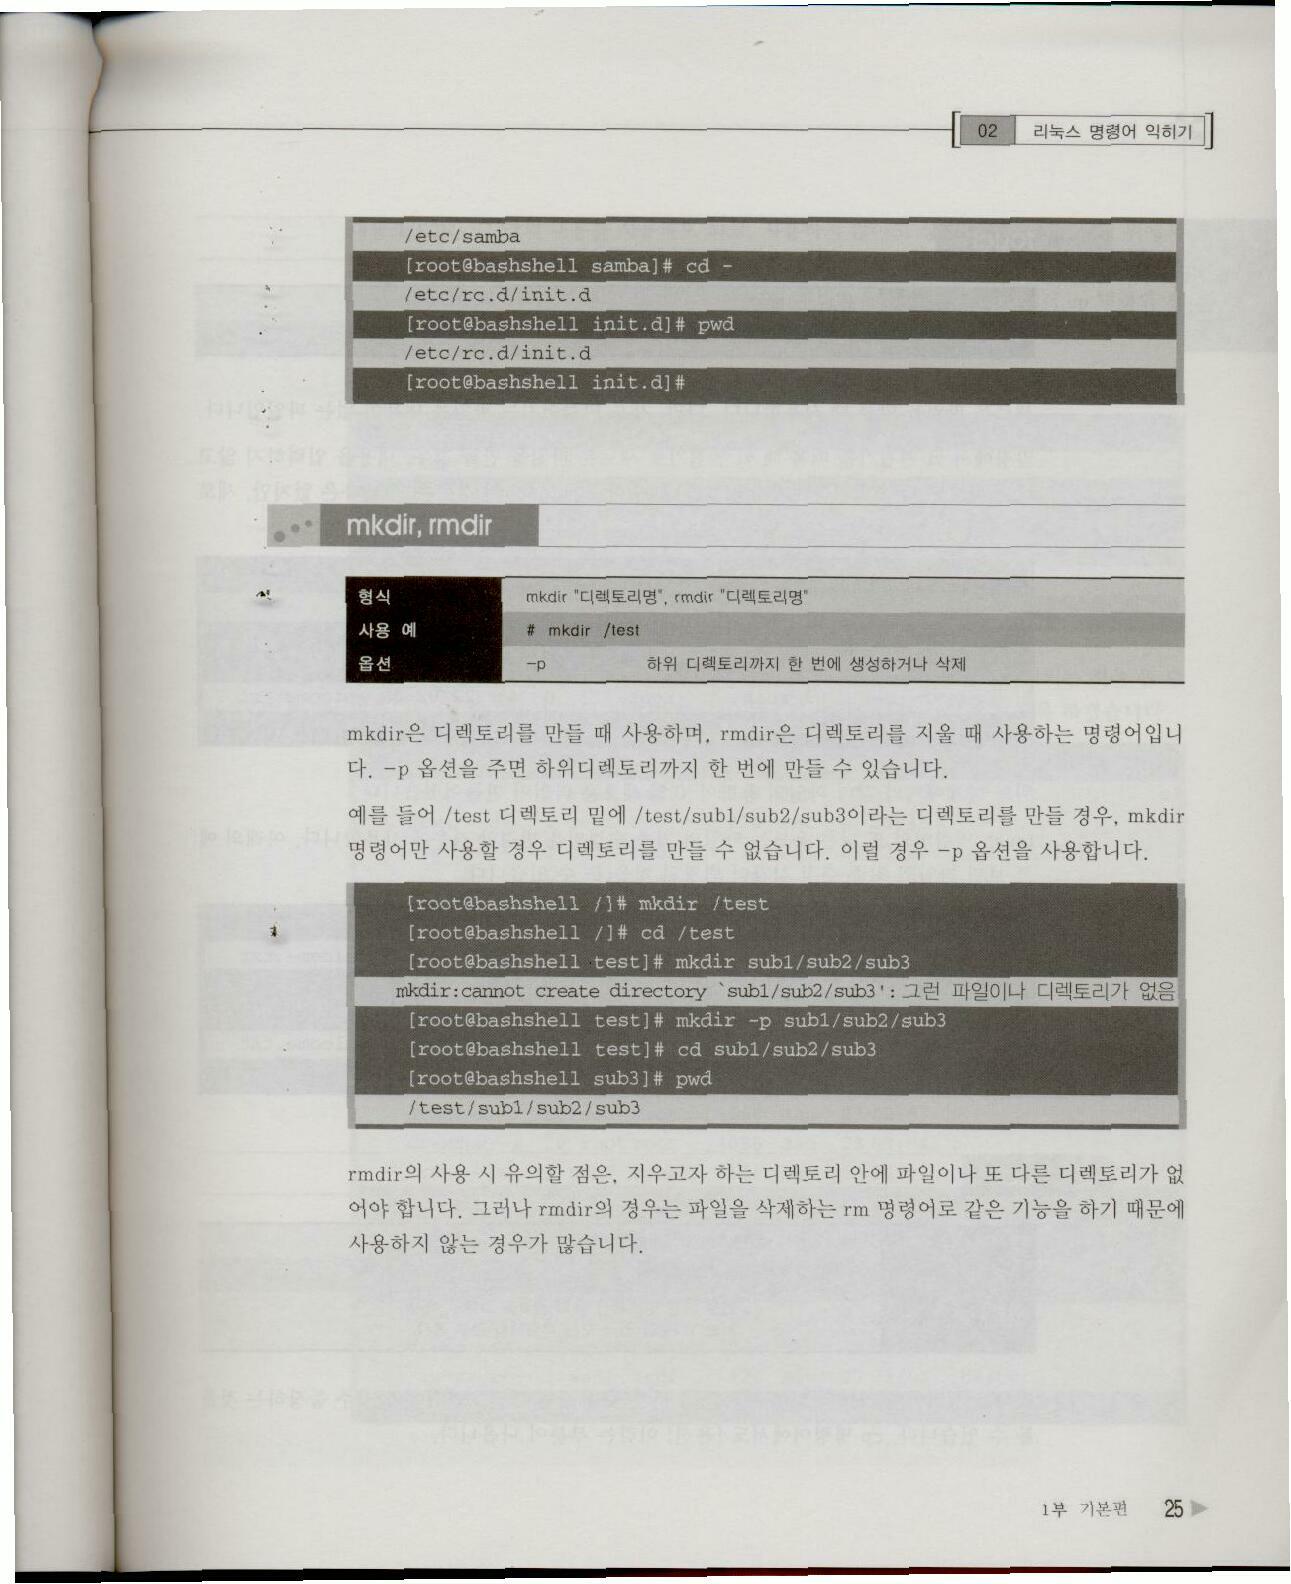 02 리눅스 명령어 익히기
/etc/samba
[root@bashshell samba]# cd -
/etc/rc.d/init.d
[root@bashshell init.d]# pwd
/etc/rc.d/init.d
[root@bashshell init.d]#
mkdir, rmdir
형식 mkdir "디렉토리명", rmdir "디렉토리명"
사용 예 # mkdir /test
옵션 -p 하위 디렉토리까지 한 번에 생성하거나 삭제
mkdir은 디렉토리를 만들 때 사용하며, rmdir은 디렉토리를 지울 때 사용하는 명령어입니
다. -p 옵션을 주면 하위디렉토리까지 한 번에 만들 수 있습니다.
예를 들어 /test 디렉토리 밑에 /test/sub1/sub2/sub3이라는 디렉토리를 만들 경우, mkdir
명령어만 사용할 경우 디렉토리를 만들 수 없습니다. 이럴 경우 -p 옵션을 사용합니다.
[root@bashshell /]# mkdir /test
[root@bashshell /]# cd /test
[root@bashshell test]# mkdir sub1/sub2/sub3
mkdir:cannot create directory `sub1/sub2/sub3': 그런 파일이나 디렉토리가 없음
[root@bashshell test]# mkdir -p sub1/sub2/sub3
[root@bashshell test]# cd sub1/sub2/sub3
[root@bashshell sub3]# pwd
/test/sub1/sub2/sub3
rmdir의 사용 시 유의할 점은, 지우고자 하는 디렉토리 안에 파일이나 또 다른 디렉토리가 없
어야 합니다. 그러나 rmdir의 경우는 파일을 삭제하는 rm 명령어로 같은 기능을 하기 때문에
사용하지 않는 경우가 많습니다.
1부 기본편 25